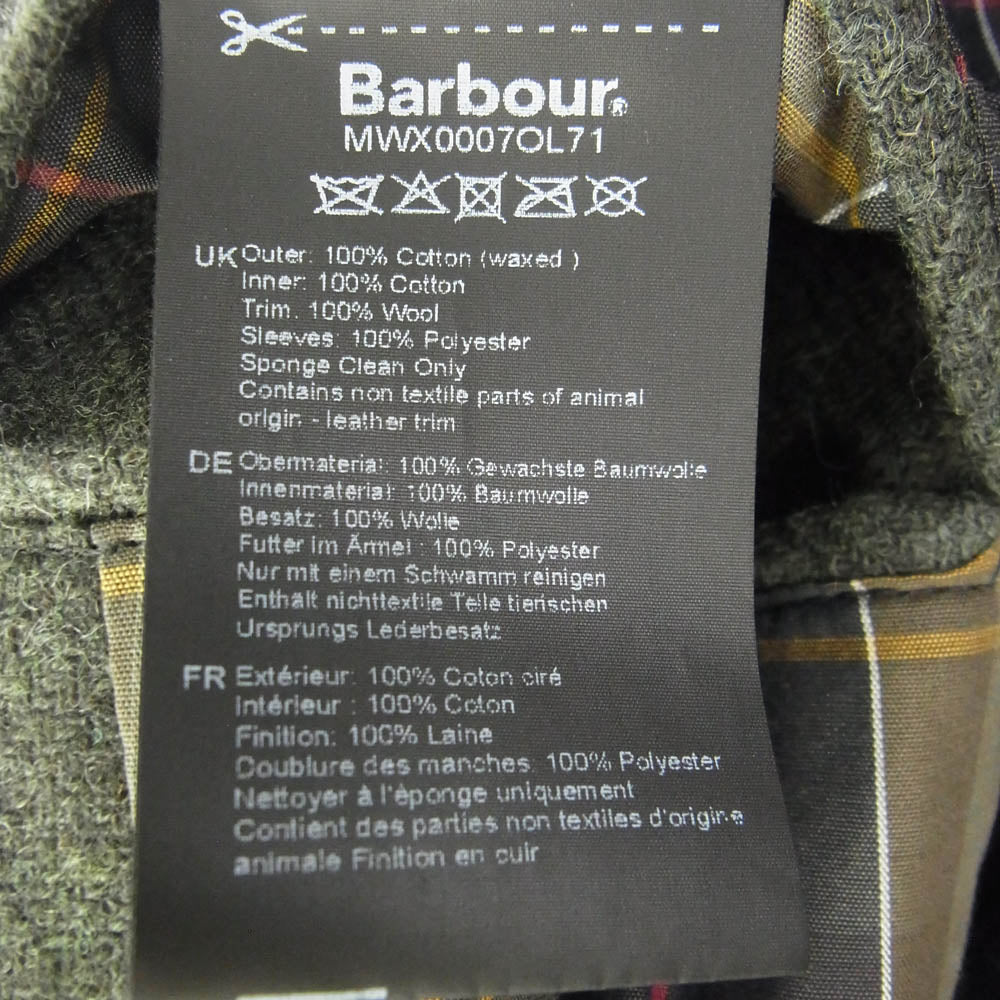 Barbour®
MWX0007OL71
UK Outer: 100% Cotton (waxed )
Inner: 100% Cotton
Trim: 100% Wool
Sleeves: 100% Polyester
Sponge Clean Only
Contains non textile parts of animal
origin - leather trim
DE Obermaterial: 100% Gewachste Baumwolle
Innenmaterial: 100% Baumwolle
Besatz: 100% Wolle
Futter im Ärmel : 100% Polyester
Nur mit einem Schwamm reinigen
Enthält nichttextile Teile tierischen
Ursprungs Lederbesatz
FR Extérieur: 100% Coton ciré
Intérieur : 100% Coton
Finition: 100% Laine
Doublure des manches: 100% Polyester
Nettoyer à l'éponge uniquement
Contient des parties non textiles d'origine
animale Finition en cuir